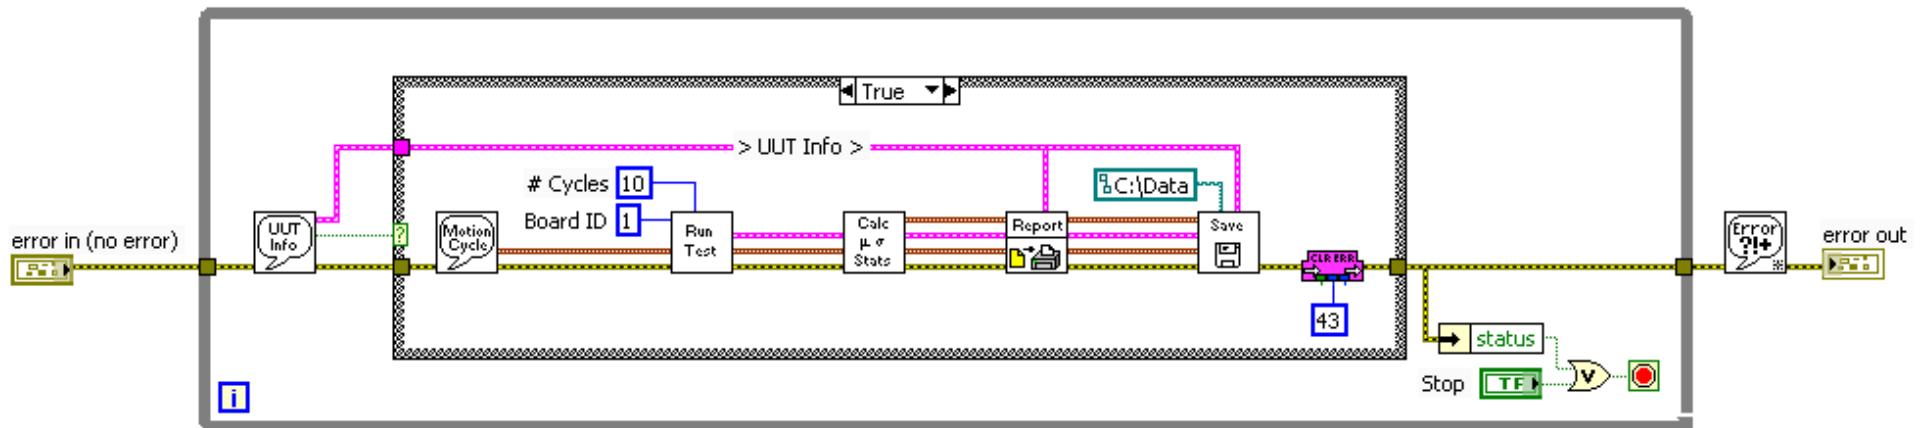 True
> UUT Info >
# Cycles 10
C:\Data
Board ID 1
UUT
Info
?
Motion
Cycle
Run
Test
Calc
μ σ
Stats
Report
Save
error in (no error)
CLR ERR
43
Error
?!+
error out
status
Stop
TF
V
i